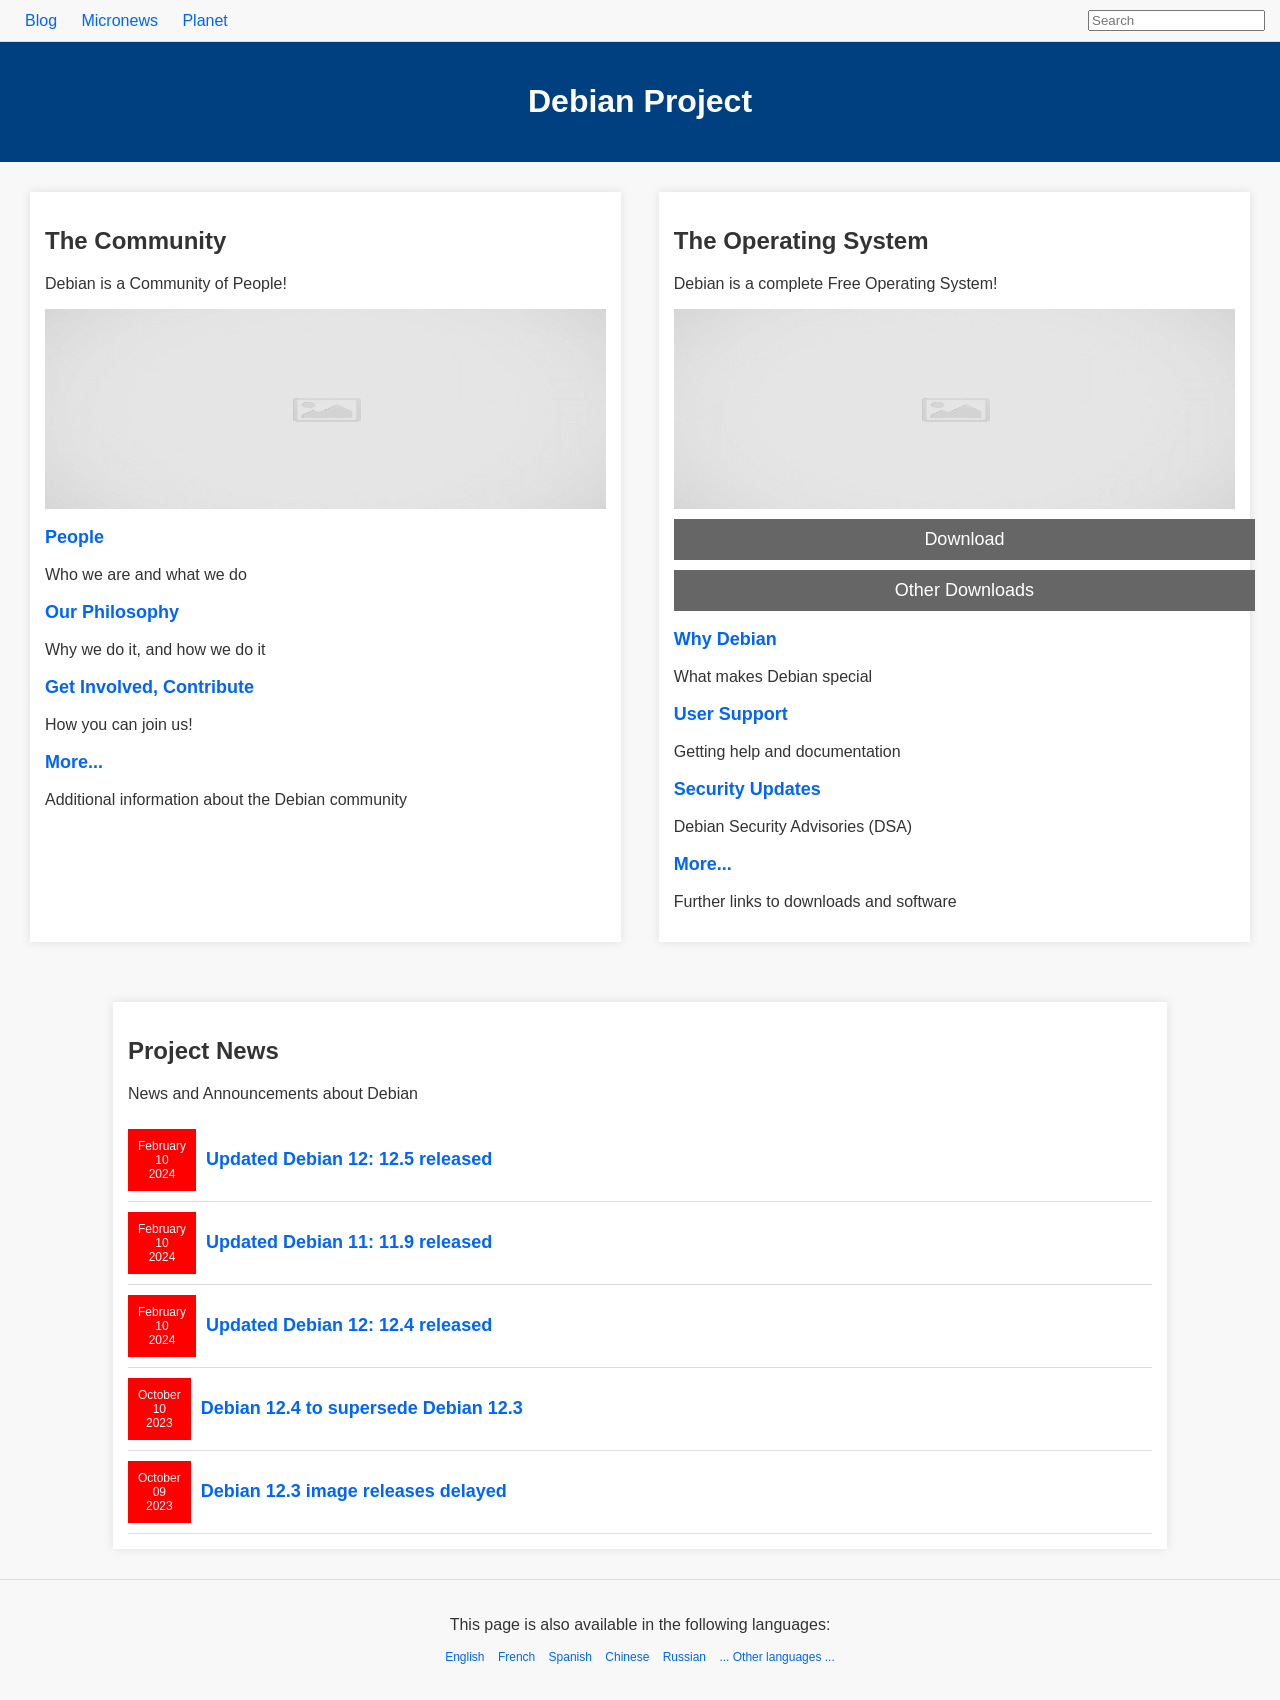 Blog Micronews Planet Search
Debian Project
The Community
Debian is a Community of People!
People
Who we are and what we do
Our Philosophy
Why we do it, and how we do it
Get Involved, Contribute
How you can join us!
More...
Additional information about the Debian community
The Operating System
Debian is a complete Free Operating System!
Download
Other Downloads
Why Debian
What makes Debian special
User Support
Getting help and documentation
Security Updates
Debian Security Advisories (DSA)
More...
Further links to downloads and software
Project News
News and Announcements about Debian
February
10
2024
Updated Debian 12: 12.5 released
February
10
2024
Updated Debian 11: 11.9 released
February
10
2024
Updated Debian 12: 12.4 released
October
10
2023
Debian 12.4 to supersede Debian 12.3
October
09
2023
Debian 12.3 image releases delayed
This page is also available in the following languages:
English French Spanish Chinese Russian ... Other languages ...